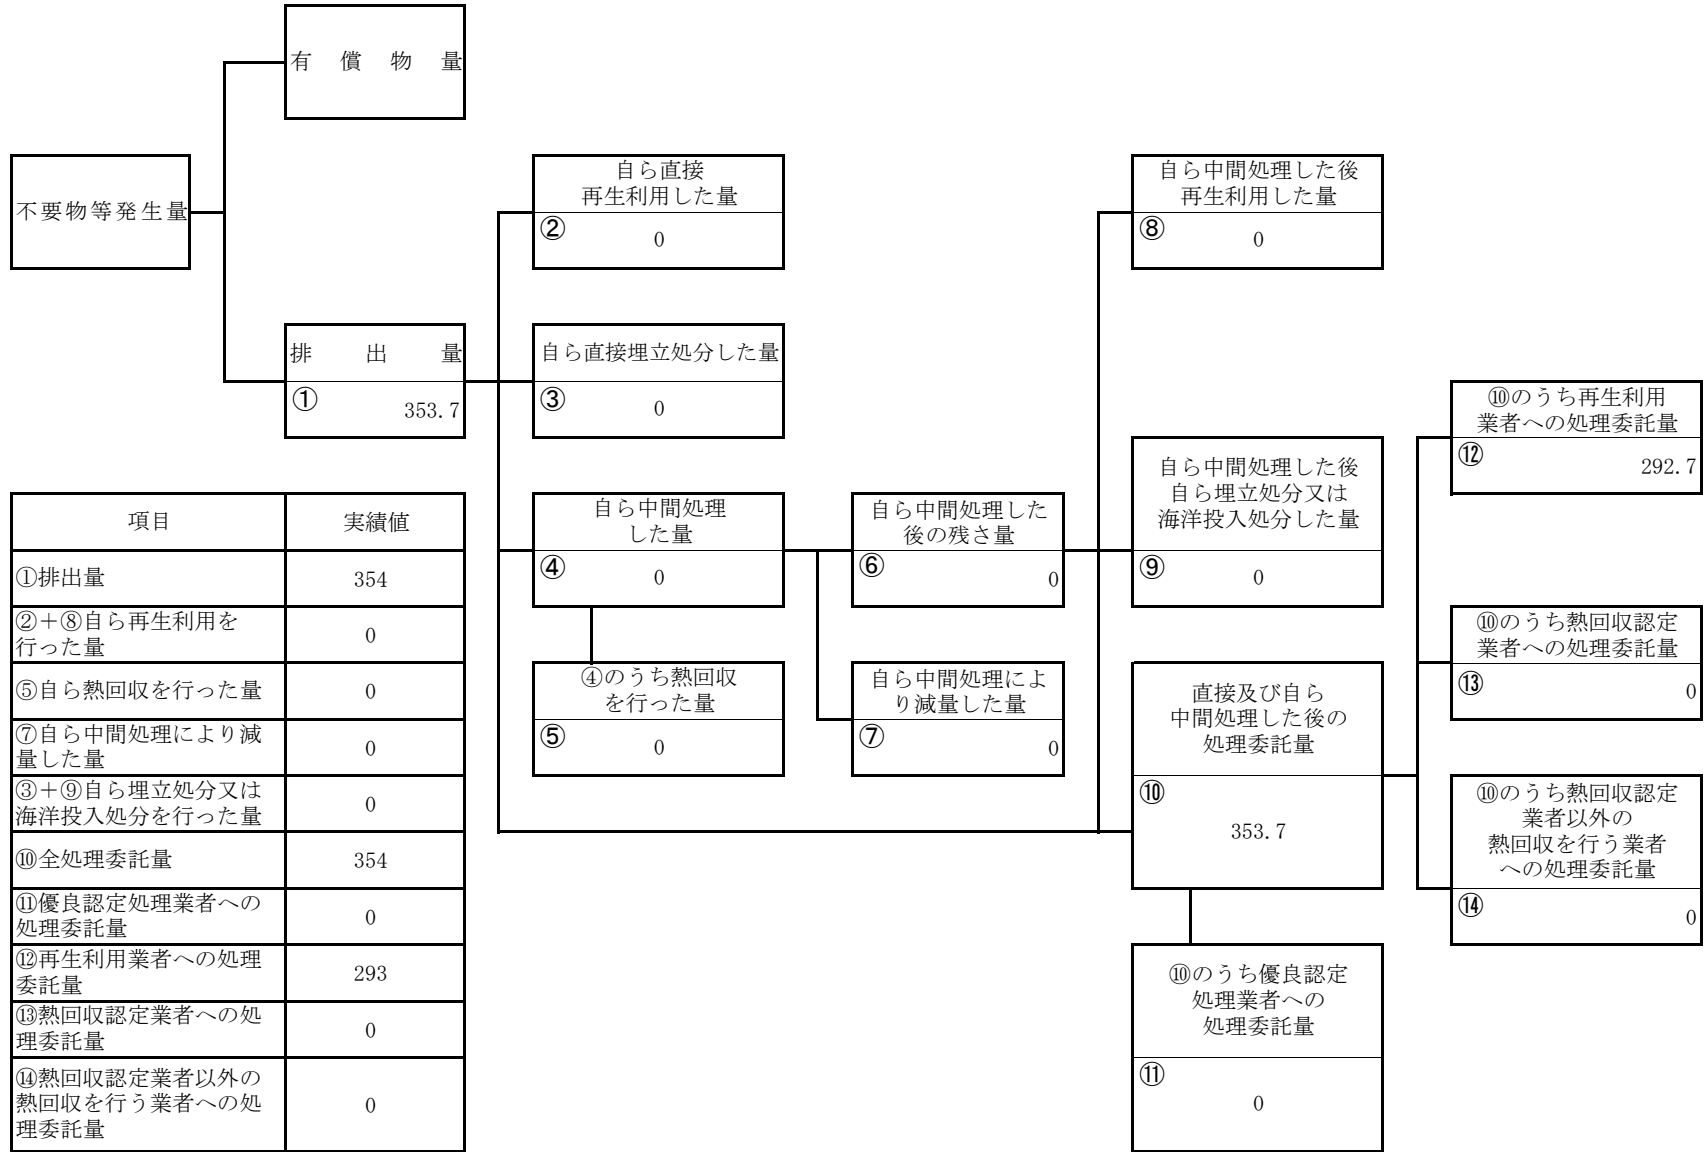 有償物量
不要物等発生量
排出量
①
353.7
自ら直接
再生利用した量
②
0
自ら直接埋立処分した量
③
0
自ら中間処理
した量
④
0
④のうち熱回収
を行った量
⑤
0
自ら中間処理した
後の残さ量
⑥
0
自ら中間処理によ
り減量した量
⑦
0
自ら中間処理した後
再生利用した量
⑧
0
自ら中間処理した後
自ら埋立処分又は
海洋投入処分した量
⑨
0
直接及び自ら
中間処理した後の
処理委託量
⑩
353.7
⑩のうち優良認定
処理業者への
処理委託量
⑪
0
⑩のうち再生利用
業者への処理委託量
⑫
292.7
⑩のうち熱回収認定
業者への処理委託量
⑬
0
⑩のうち熱回収認定
業者以外の
熱回収を行う業者
への処理委託量
⑭
0
項目 実績値
①排出量 354
②＋⑧自ら再生利用を
行った量 0
⑤自ら熱回収を行った量 0
⑦自ら中間処理により減
量した量 0
③＋⑨自ら埋立処分又は
海洋投入処分を行った量 0
⑩全処理委託量 354
⑪優良認定処理業者への
処理委託量 0
⑫再生利用業者への処理
委託量 293
⑬熱回収認定業者への処
理委託量 0
⑭熱回収認定業者以外の
熱回収を行う業者への処
理委託量 0